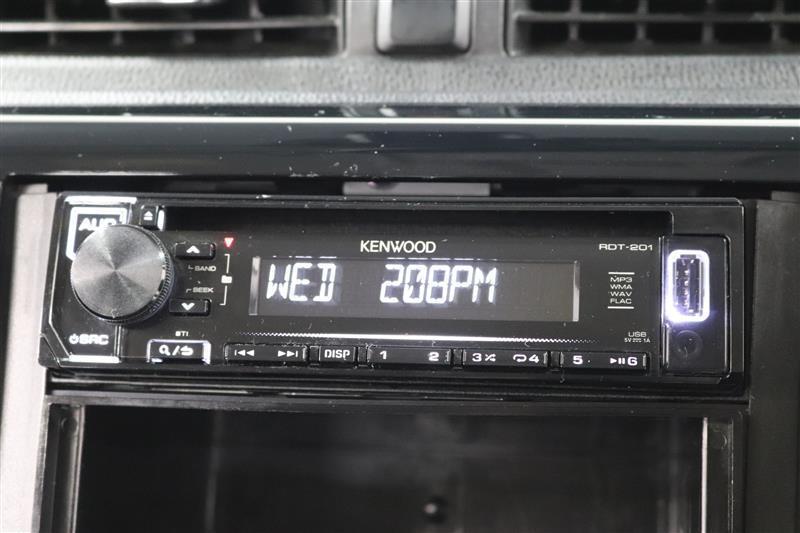 AUD
KENWOOD
RDT-201
BAND
SEEK
WED 208PM
MP3
WMA
WAV
FLAC
USB
5V 1A
SRC
DISP 1 2 3 4 5 6